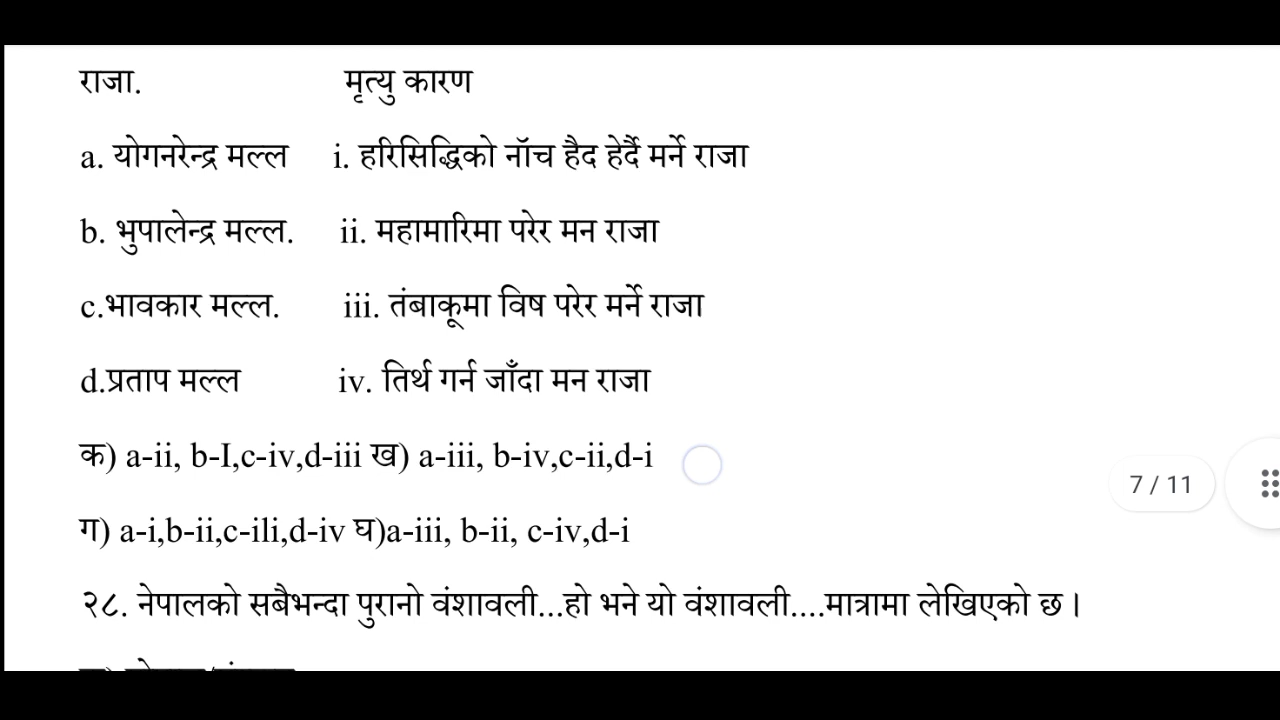 राजा. मृत्यु कारण
a. योगनरेन्द्र मल्ल i. हरिसिद्धिको नाॅच हैद हेर्दै मर्ने राजा
b. भुपालेन्द्र मल्ल. ii. महामारिमा परेर मन राजा
c.भावकार मल्ल. iii. तंबाकूमा विष परेर मर्ने राजा
d.प्रताप मल्ल iv. तिर्थ गर्न जाँदा मन राजा
क) a-ii, b-I,c-iv,d-iii ख) a-iii, b-iv,c-ii,d-i
7 / 11
ग) a-i,b-ii,c-ili,d-iv घ)a-iii, b-ii, c-iv,d-i
२८. नेपालको सबैभन्दा पुरानो वंशावली...हो भने यो वंशावली....मात्रामा लेखिएको छ ।